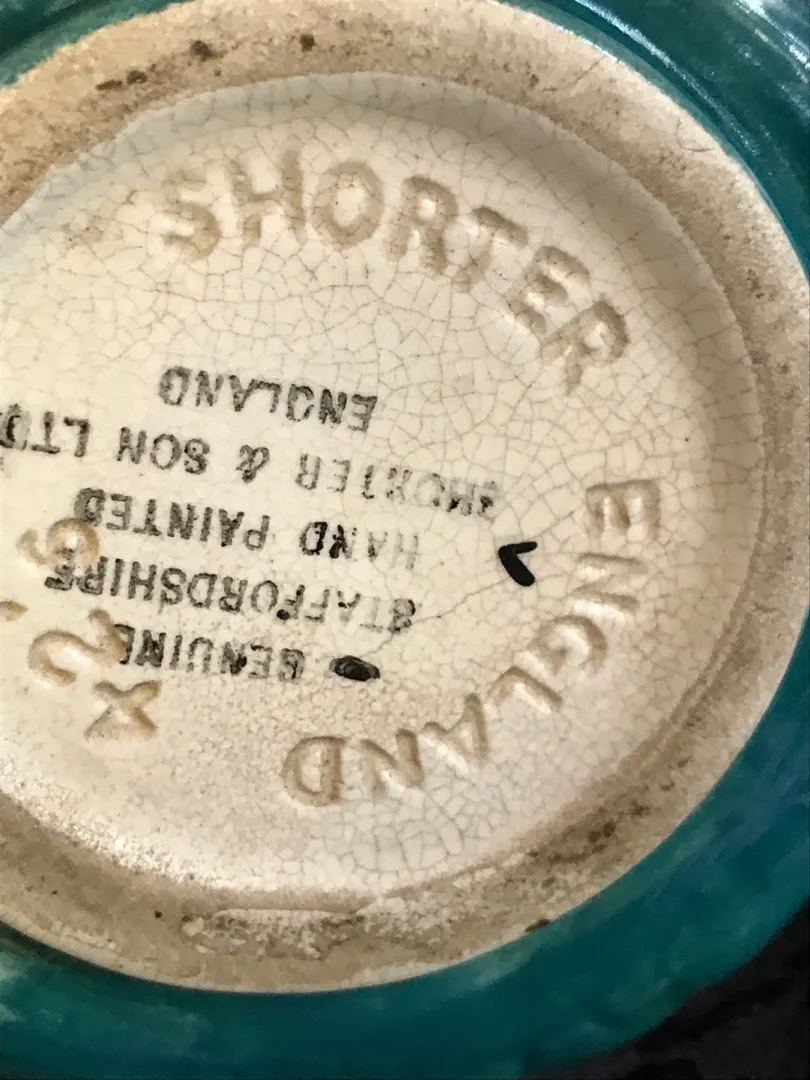 SHORTER
ENGLAND
GENUINE
STAFFORDSHIRE
HAND PAINTED
SHORTER & SON LTD
ENGLAND